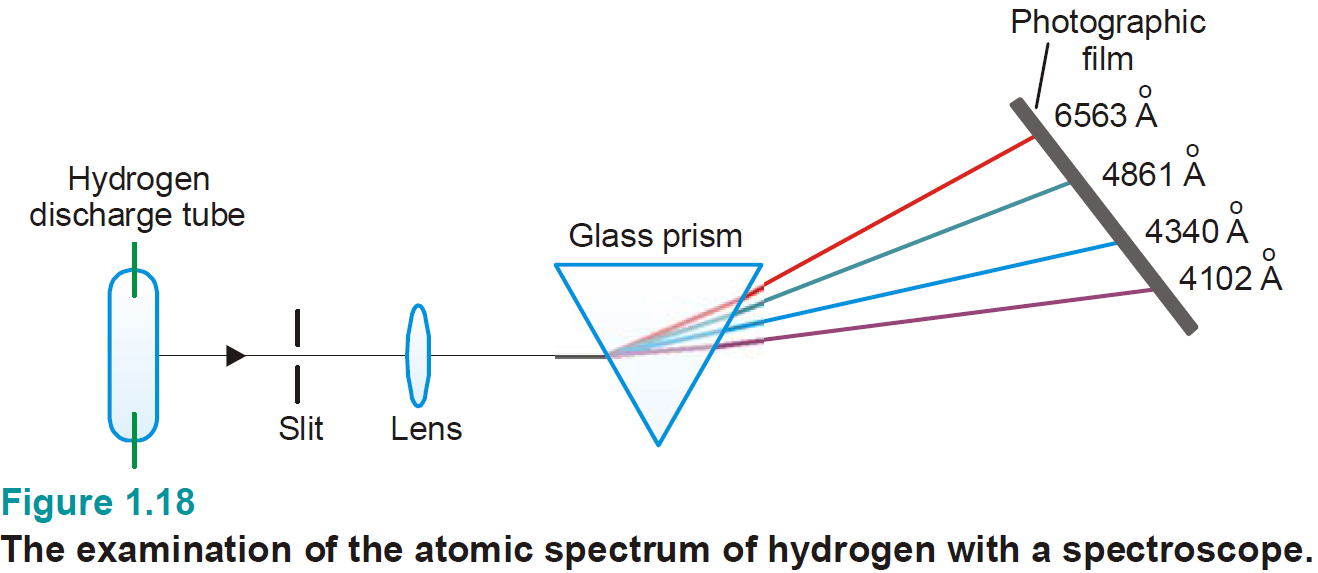 Photographic
film
6563 Å
4861 Å
4340 Å
4102 Å
Hydrogen
discharge tube
Glass prism
Slit
Lens
Figure 1.18
The examination of the atomic spectrum of hydrogen with a spectroscope.